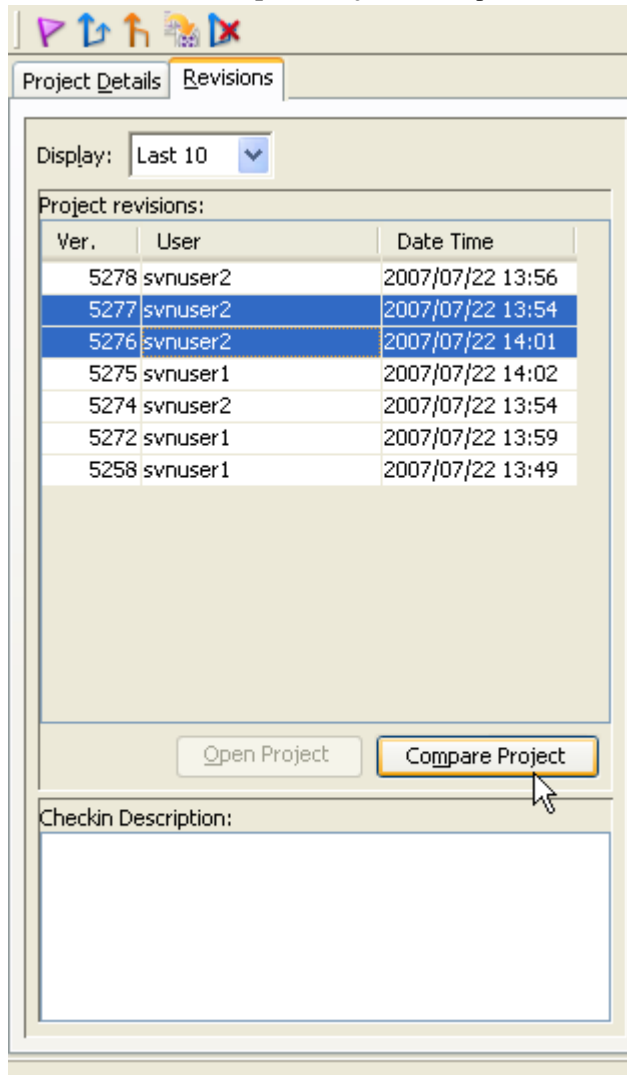 Project Details Revisions
Display: Last 10
Project revisions:
Ver. User Date Time
5278 svnuser2 2007/07/22 13:56
5277 svnuser2 2007/07/22 13:54
5276 svnuser2 2007/07/22 14:01
5275 svnuser1 2007/07/22 14:02
5274 svnuser2 2007/07/22 13:54
5272 svnuser1 2007/07/22 13:59
5258 svnuser1 2007/07/22 13:49
Open Project Compare Project
Checkin Description: